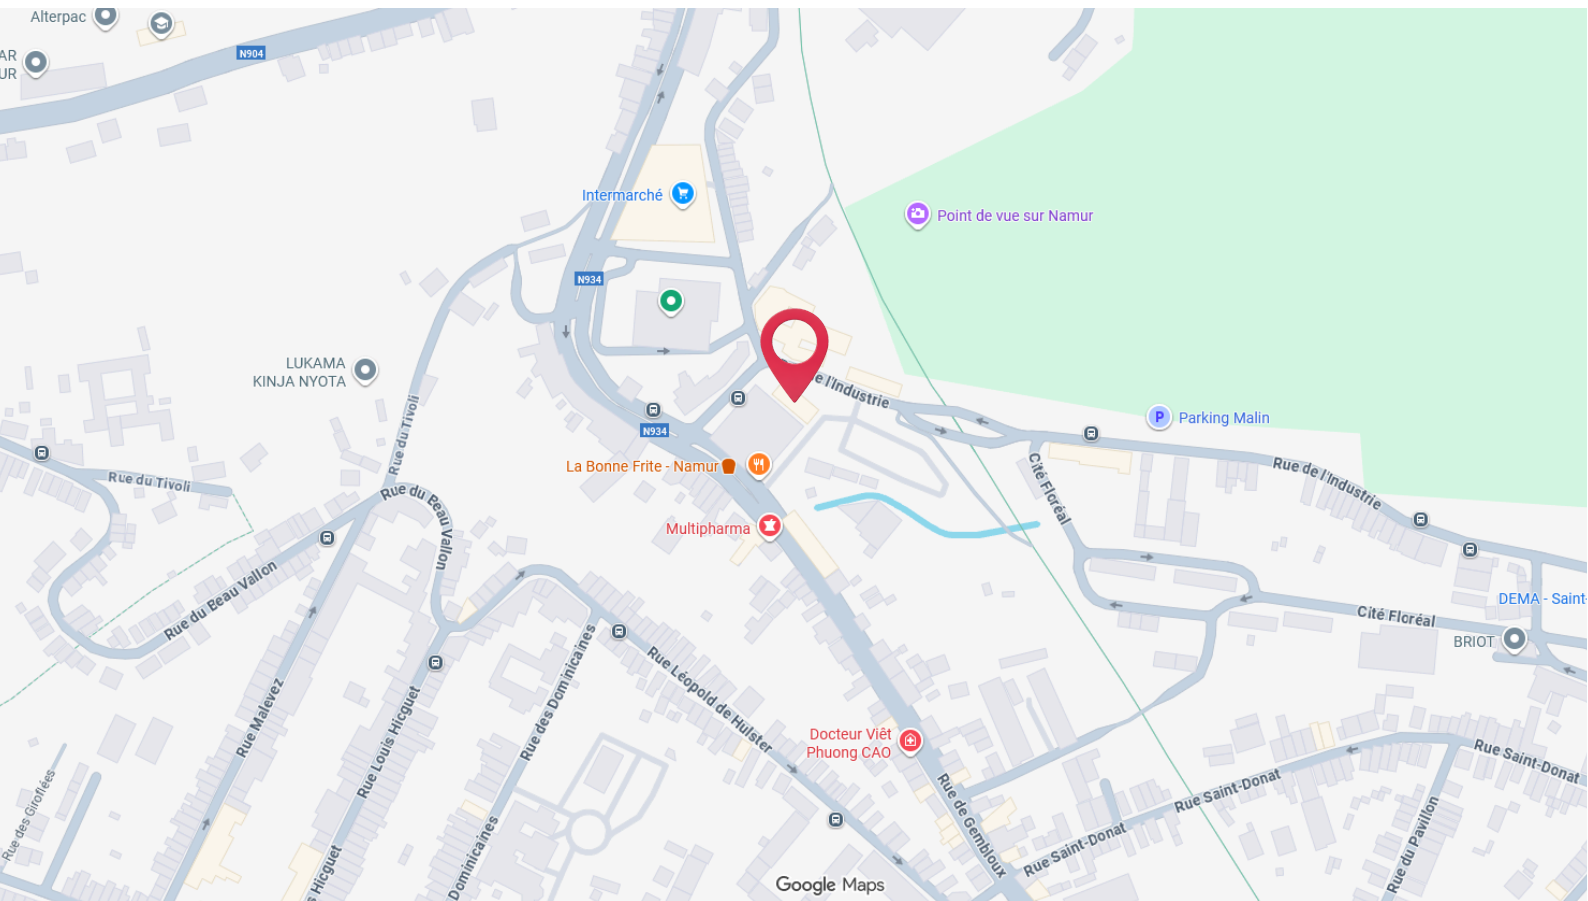 Alterpac
N904
AR
UR
Intermarché
Point de vue sur Namur
N934
LUKAMA
KINJA NYOTA
e l'Industrie
Rue du Tivoli
P
Parking Malin
N934
La Bonne Frite - Namur
Rue du Tivoli
Rue du Beau Vallon
Cité Floréal
Rue de l'Industrie
Multipharma
Rue du Beau Vallon
DEMA - Saint-
Cité Floréal
BRIOT
Rue Malevez
Rue Louis Hicguet
Rue des Dominicaines
Rue Léopold de Hulster
Docteur Viêt
Phuong CAO
Rue Saint-Donat
Rue Saint-Donat
Rue de Gembloux
Rue des Giroflées
Rue Saint-Donat
Rue du Pavillon
s Hicguet
Dominicaines
Google Maps